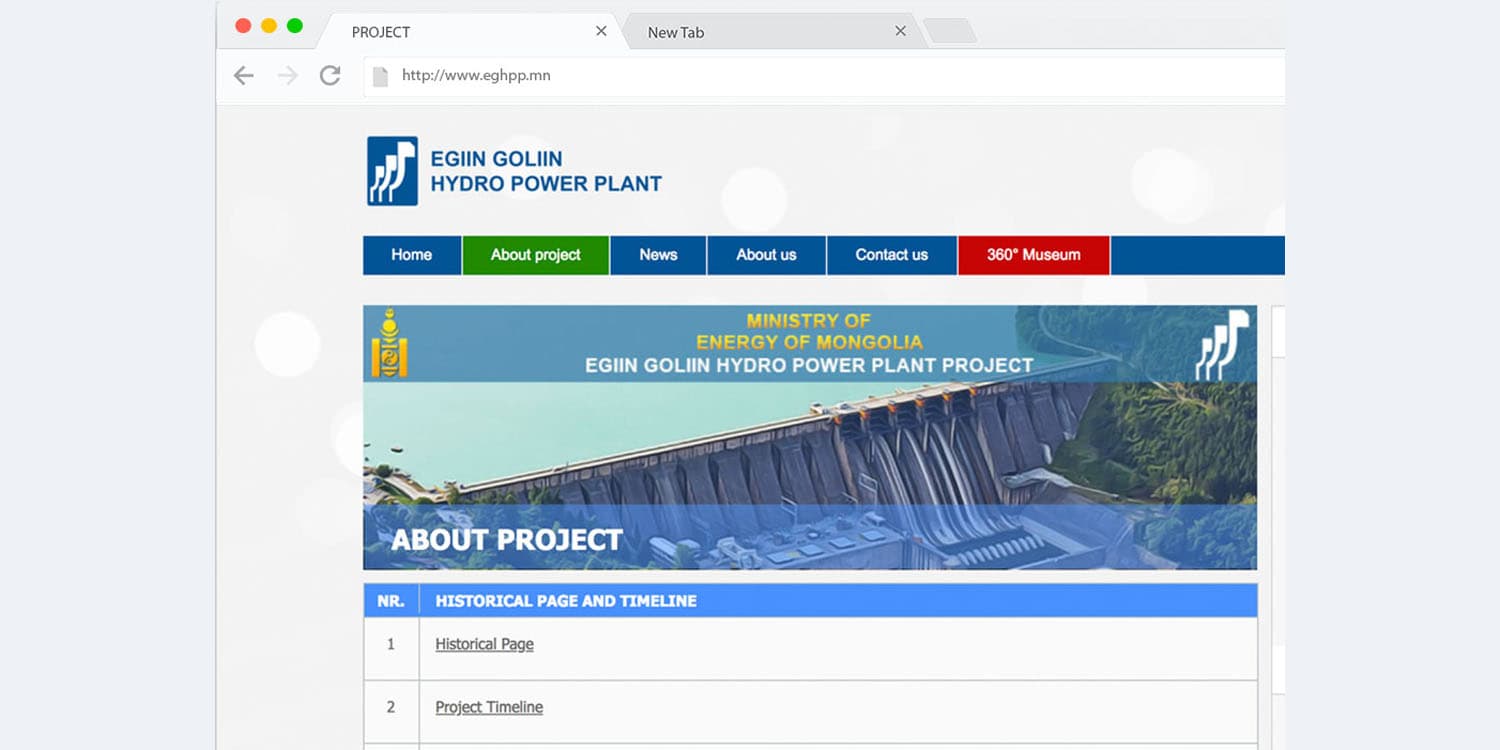 PROJECT
New Tab
http://www.eghpp.mn
EGIIN GOLIIN
HYDRO POWER PLANT
Home
About project
News
About us
Contact us
360° Museum
MINISTRY OF
ENERGY OF MONGOLIA
EGIIN GOLIIN HYDRO POWER PLANT PROJECT
ABOUT PROJECT
NR.
HISTORICAL PAGE AND TIMELINE
1
Historical Page
2
Project Timeline